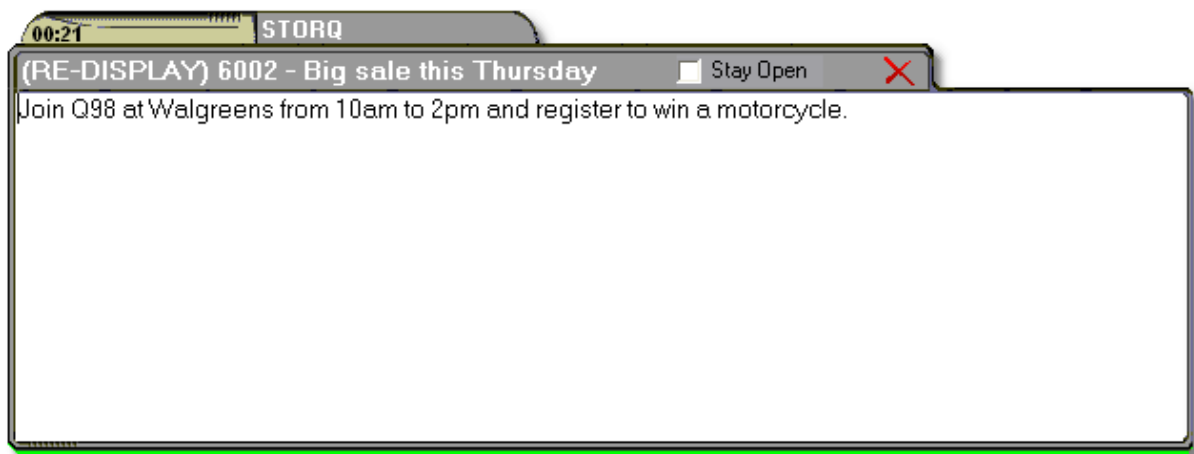 00:21 STORQ
(RE-DISPLAY) 6002 - Big sale this Thursday Stay Open
Join Q98 at Walgreens from 10am to 2pm and register to win a motorcycle.